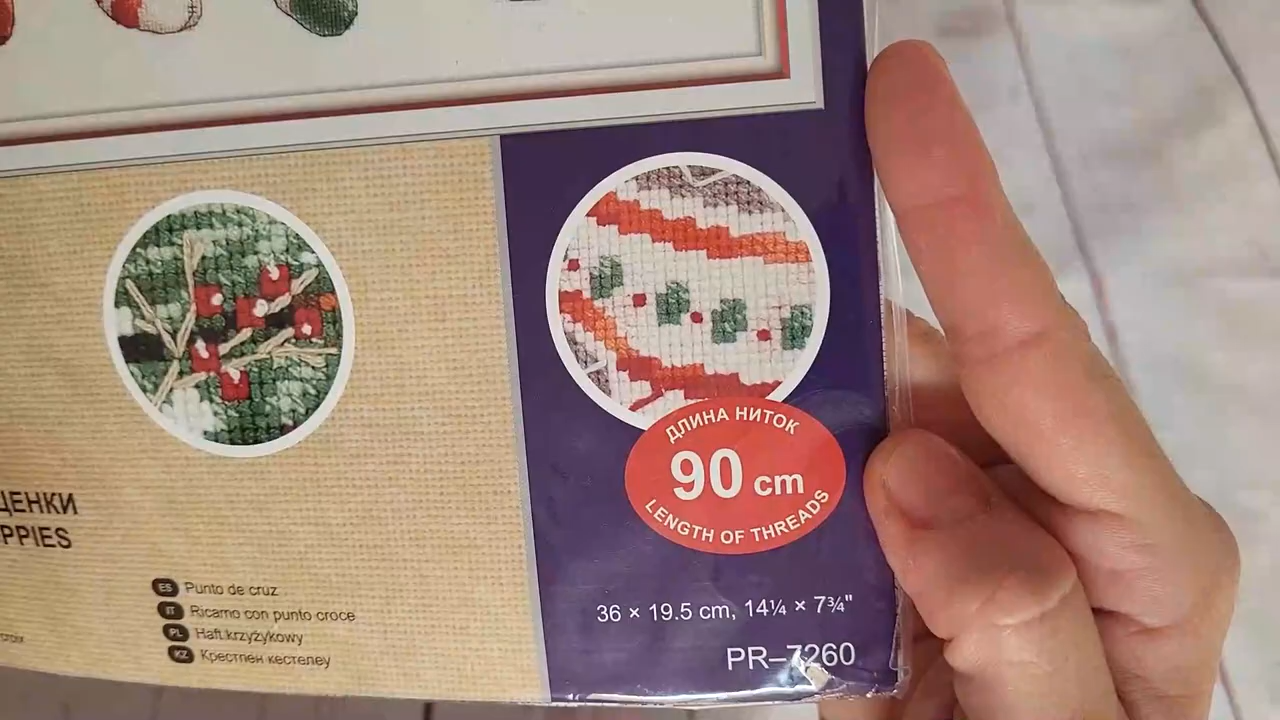 ДЛИНА НИТОК
90 cm
LENGTH OF THREADS
ЦЕНКИ
PPIES
ES Punto de cruz
IT Ricamo con punto croce
PL Haft krzyżykowy
KZ Крестпен кестелеу
36 × 19.5 cm, 14¼ × 7¾"
PR–7260